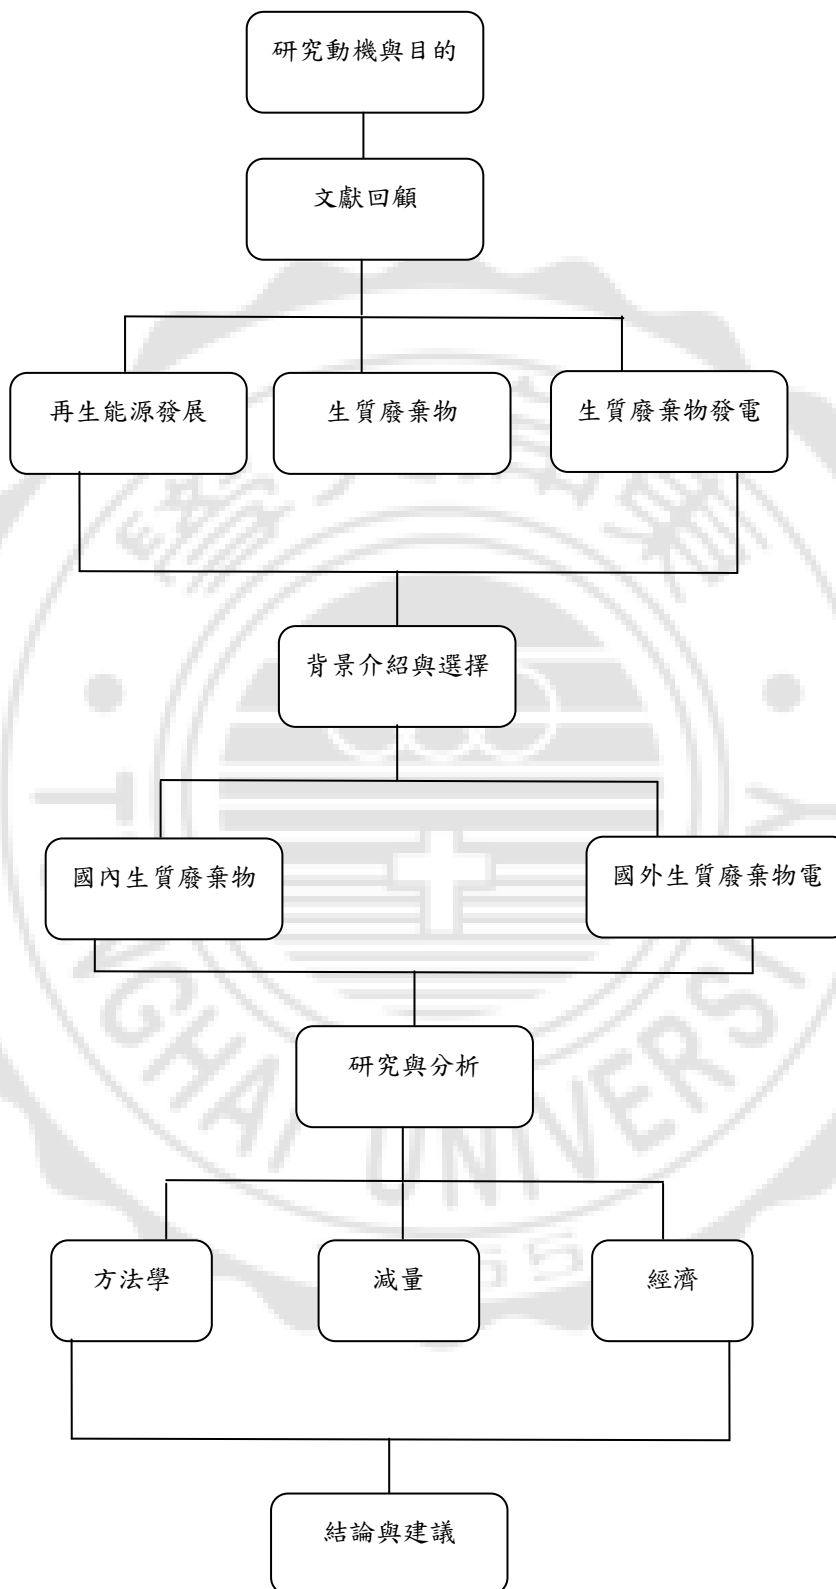 研究動機與目的
文獻回顧
再生能源發展
生質廢棄物
生質廢棄物發電
背景介紹與選擇
國內生質廢棄物
國外生質廢棄物電
研究與分析
方法學
減量
經濟
結論與建議